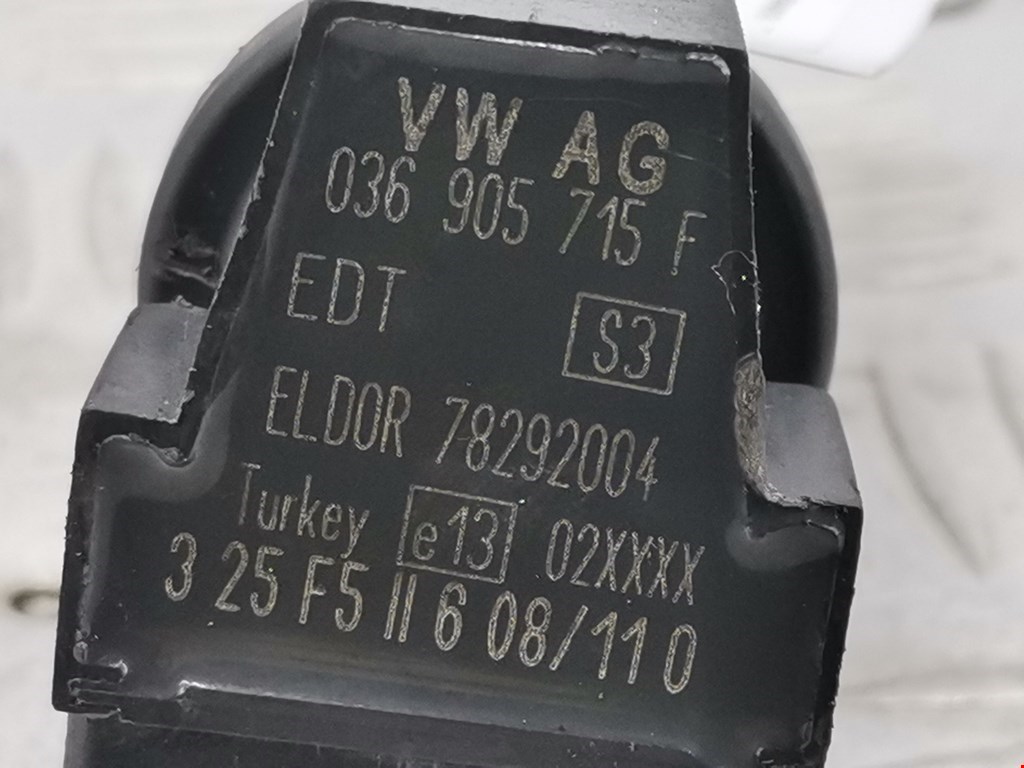 VW AG
036 905 715 F
EDT S3
ELDOR 78292004
Turkey e13 02XXXX
3 25 F5 II 6 08/11 0